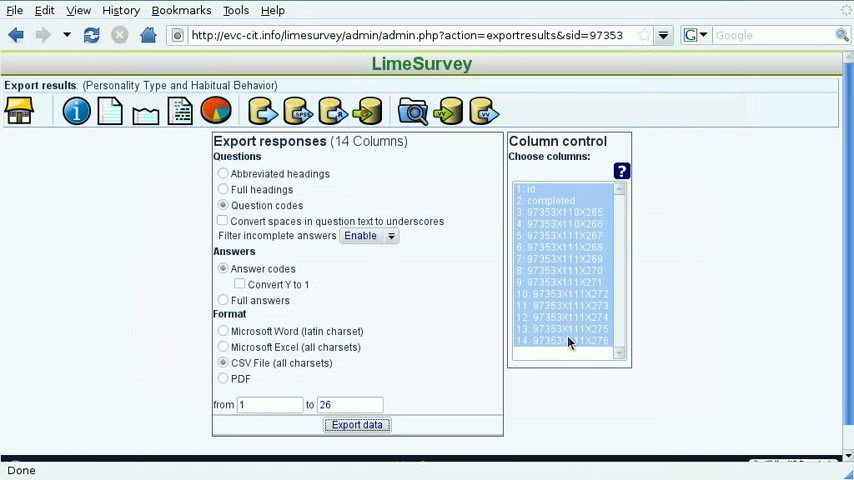 File Edit View History Bookmarks Tools Help
http://evc-cit.info/limesurvey/admin/admin.php?action=exportresults&sid=97353
Google
LimeSurvey
Export results: (Personality Type and Habitual Behavior)
Export responses (14 Columns)
Questions
Abbreviated headings
Full headings
Question codes
Convert spaces in question text to underscores
Filter incomplete answers Enable
Answers
Answer codes
Convert Y to 1
Full answers
Format
Microsoft Word (latin charset)
Microsoft Excel (all charsets)
CSV File (all charsets)
PDF
from 1 to 26
Export data
Column control
Choose columns:
?
1: id
2: completed
3: 97353X110X265
4: 97353X110X266
5: 97353X111X267
6: 97353X111X268
7: 97353X111X269
8: 97353X111X270
9: 97353X111X271
10: 97353X111X272
11: 97353X111X273
12: 97353X111X274
13: 97353X111X275
14: 97353X111X276
Done